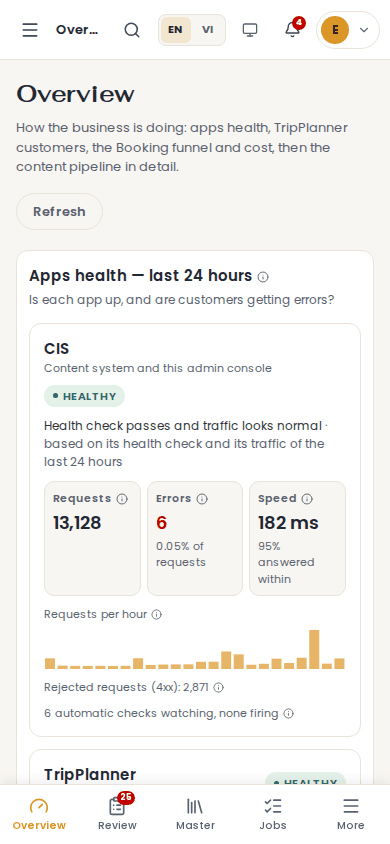 Over...
EN VI
4
E
Overview
How the business is doing: apps health, TripPlanner
customers, the Booking funnel and cost, then the
content pipeline in detail.
Refresh
Apps health — last 24 hours
Is each app up, and are customers getting errors?
CIS
Content system and this admin console
HEALTHY
Health check passes and traffic looks normal ·
based on its health check and its traffic of the
last 24 hours
Requests
13,128
Errors
6
0.05% of
requests
Speed
182 ms
95%
answered
within
Requests per hour
Rejected requests (4xx): 2,871
6 automatic checks watching, none firing
TripPlanner
HEALTHY
Overview
25
Review
Master
Jobs
More